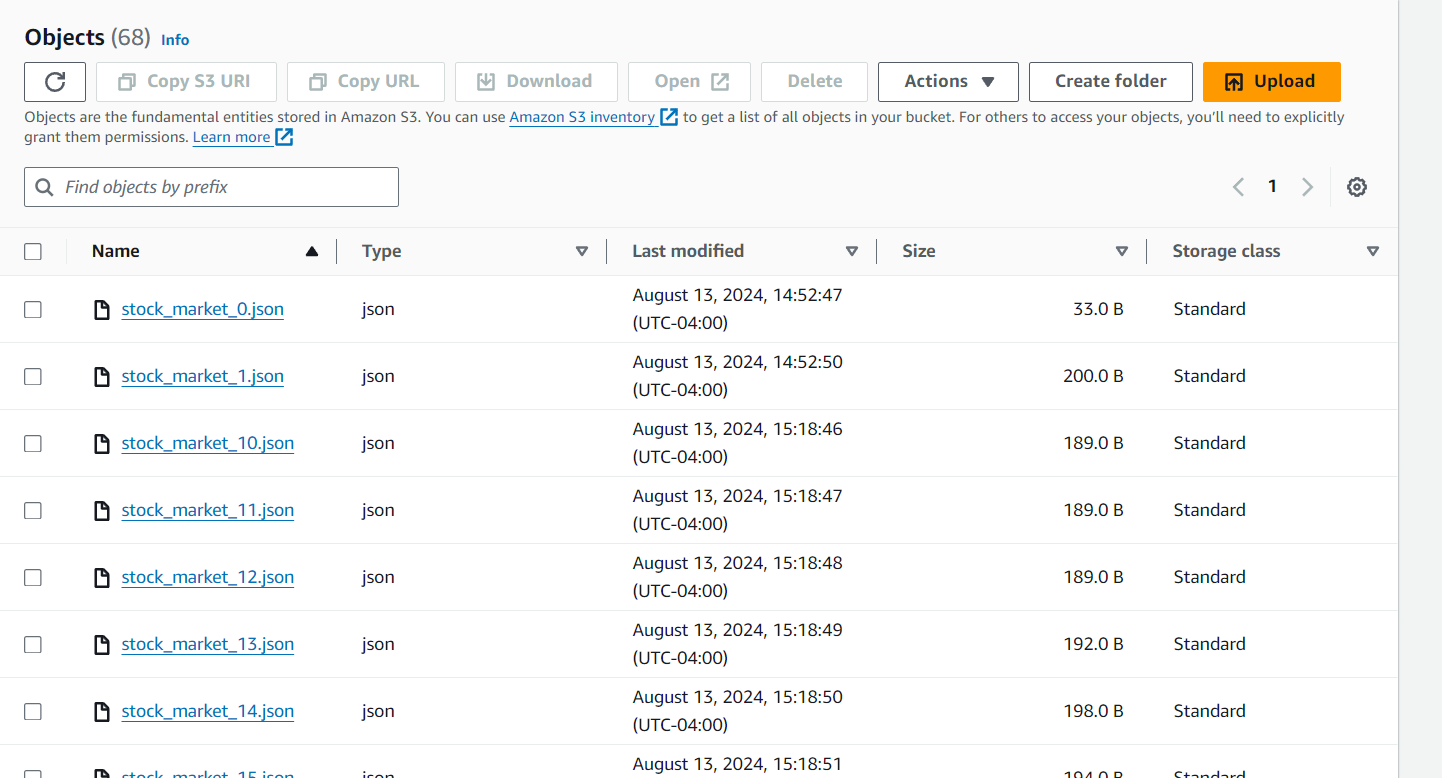 Objects (68) Info
Copy S3 URI Copy URL Download Open Delete Actions Create folder Upload
Objects are the fundamental entities stored in Amazon S3. You can use Amazon S3 inventory to get a list of all objects in your bucket. For others to access your objects, you’ll need to explicitly
grant them permissions. Learn more
Find objects by prefix
1
Name Type Last modified Size Storage class
stock_market_0.json json August 13, 2024, 14:52:47 (UTC-04:00) 33.0 B Standard
stock_market_1.json json August 13, 2024, 14:52:50 (UTC-04:00) 200.0 B Standard
stock_market_10.json json August 13, 2024, 15:18:46 (UTC-04:00) 189.0 B Standard
stock_market_11.json json August 13, 2024, 15:18:47 (UTC-04:00) 189.0 B Standard
stock_market_12.json json August 13, 2024, 15:18:48 (UTC-04:00) 189.0 B Standard
stock_market_13.json json August 13, 2024, 15:18:49 (UTC-04:00) 192.0 B Standard
stock_market_14.json json August 13, 2024, 15:18:50 (UTC-04:00) 198.0 B Standard
stock_market_15.json json August 13, 2024, 15:18:51 194.0 B Standard